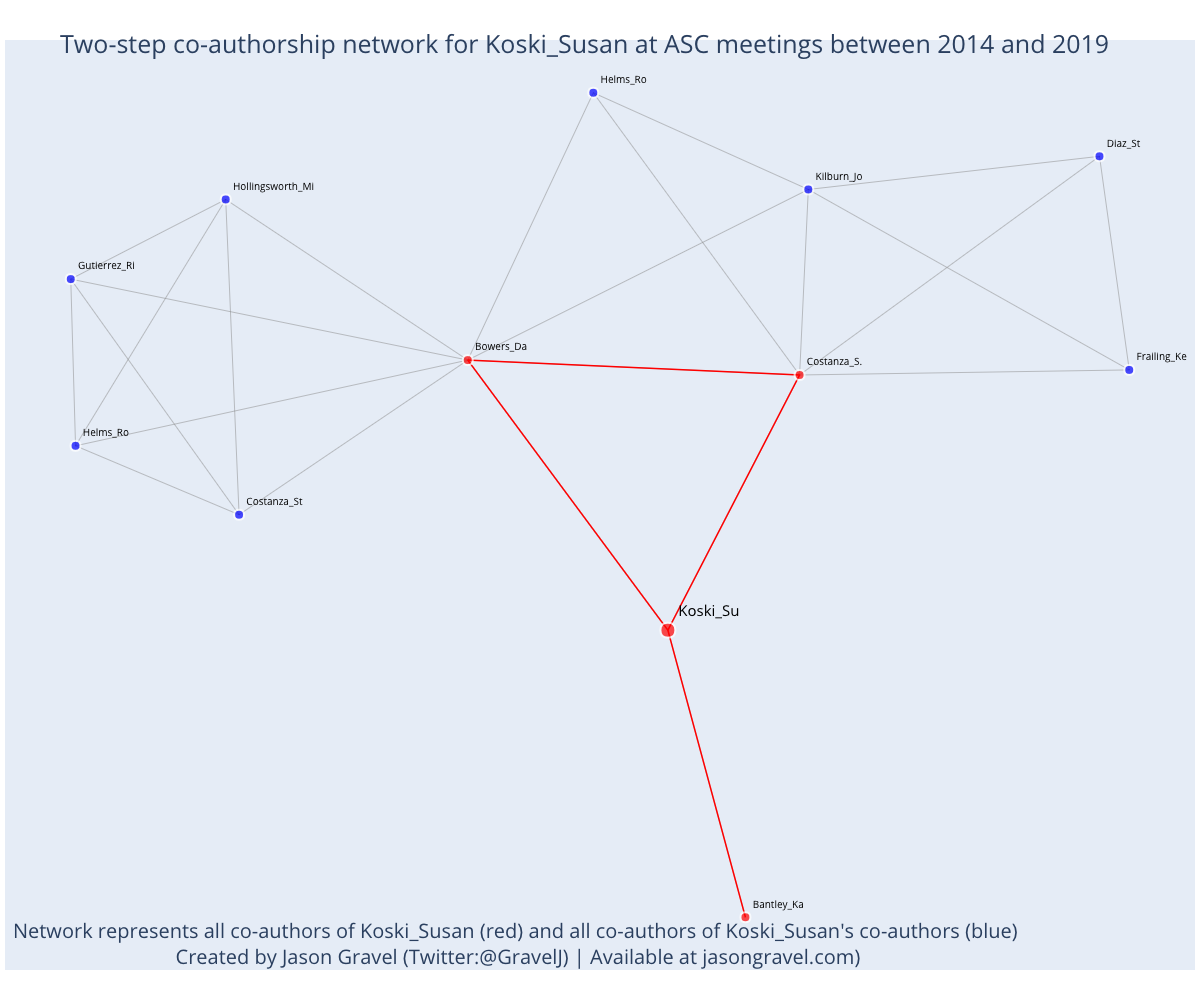 Two-step co-authorship network for Koski_Susan at ASC meetings between 2014 and 2019
Helms_Ro
Diaz_St
Kilburn_Jo
Hollingsworth_Mi
Gutierrez_Ri
Bowers_Da
Costanza_S.
Frailing_Ke
Helms_Ro
Costanza_St
Koski_Su
Bantley_Ka
Network represents all co-authors of Koski_Susan (red) and all co-authors of Koski_Susan's co-authors (blue)
Created by Jason Gravel (Twitter:@GravelJ) | Available at jasongravel.com)